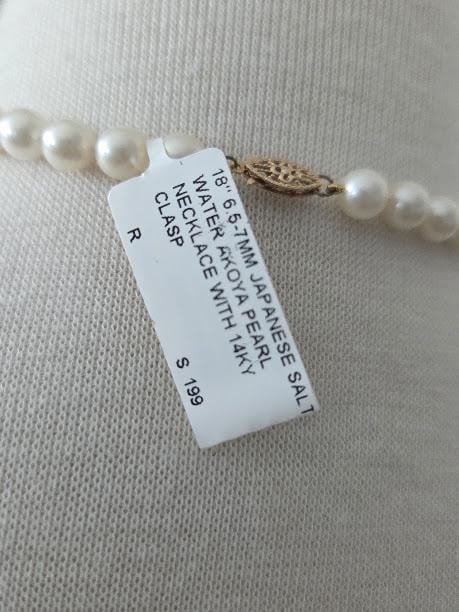 18" 6.5-7MM JAPANESE SALT
WATER AKOYA PEARL
NECKLACE WITH 14KY
CLASP
R
S 199